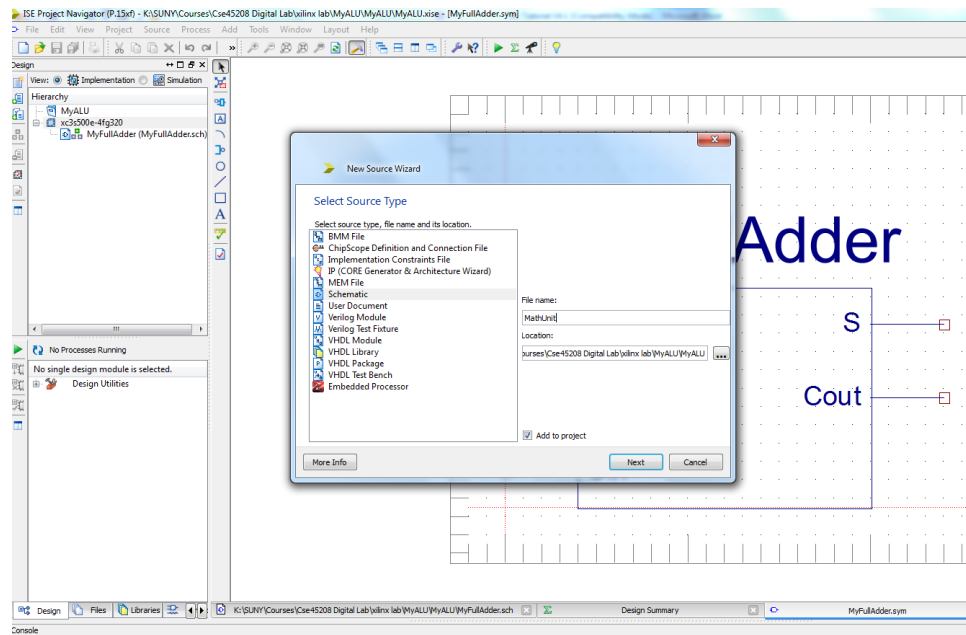 ISE Project Navigator (P.15xf) - K:\SUNY\Courses\Cse45208 Digital Lab\xilinx lab\MyALU\MyALU\MyALU.xise - [MyFullAdder.sym]
File Edit View Project Source Process Add Tools Window Layout Help
Design
View: Implementation Simulation
Hierarchy
MyALU
xc3s500e-4fg320
MyFullAdder (MyFullAdder.sch)
No Processes Running
No single design module is selected.
Design Utilities
New Source Wizard
Select Source Type
Select source type, file name and its location.
BMM File
ChipScope Definition and Connection File
Implementation Constraints File
IP (CORE Generator & Architecture Wizard)
MEM File
Schematic
User Document
Verilog Module
Verilog Test Fixture
VHDL Module
VHDL Library
VHDL Package
VHDL Test Bench
Embedded Processor
File name:
MathUnit
Location:
ourses\Cse45208 Digital Lab\xilinx lab\MyALU\MyALU
...
Add to project
More Info
Next
Cancel
Adder
S
Cout
Design Files Libraries
K:\SUNY\Courses\Cse45208 Digital Lab\xilinx lab\MyALU\MyALU\MyFullAdder.sch
Design Summary
MyFullAdder.sym
Console